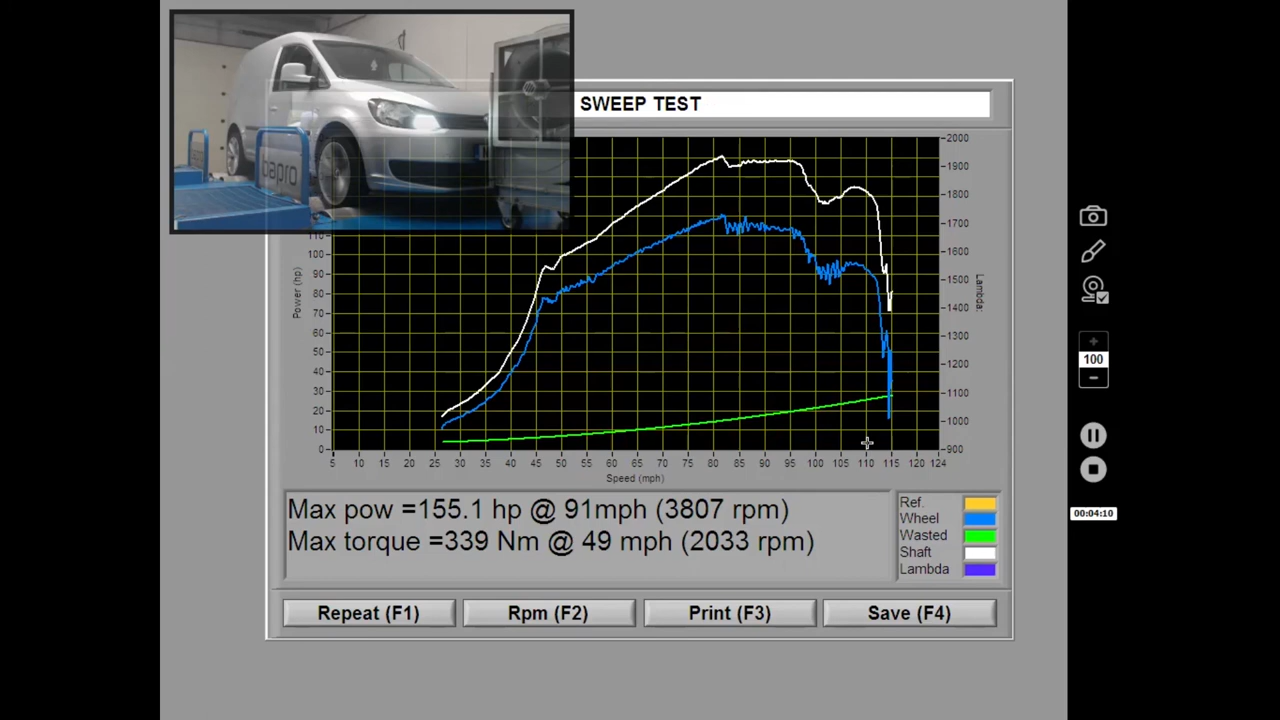 bapro
SWEEP TEST
2000
1900
1800
1700
1600
1500
1400
1300
1200
1100
1000
900
Lambda:
110
100
90
80
70
60
50
40
30
20
10
0
Power (hp)
5 10 15 20 25 30 35 40 45 50 55 60 65 70 75 80 85 90 95 100 105 110 115 120 124
Speed (mph)
Max pow =155.1 hp @ 91mph (3807 rpm)
Max torque =339 Nm @ 49 mph (2033 rpm)
Ref.
Wheel
Wasted
Shaft
Lambda
Repeat (F1) Rpm (F2) Print (F3) Save (F4)
+
100
−
00:04:10